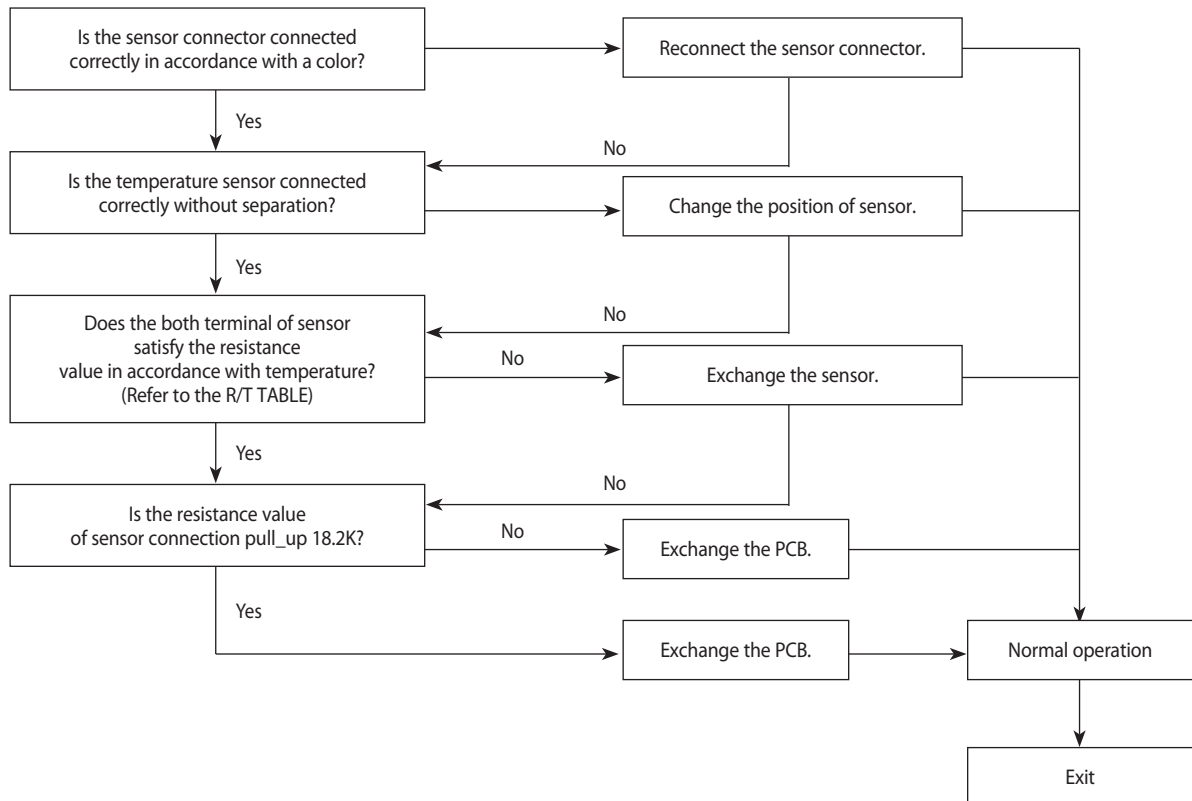 Is the sensor connector connected
correctly in accordance with a color?
Reconnect the sensor connector.
Yes
No
Is the temperature sensor connected
correctly without separation?
Change the position of sensor.
Yes
No
Does the both terminal of sensor
satisfy the resistance
value in accordance with temperature?
(Refer to the R/T TABLE)
No
Exchange the sensor.
Yes
No
Is the resistance value
of sensor connection pull_up 18.2K?
No
Exchange the PCB.
Yes
Exchange the PCB.
Normal operation
Exit